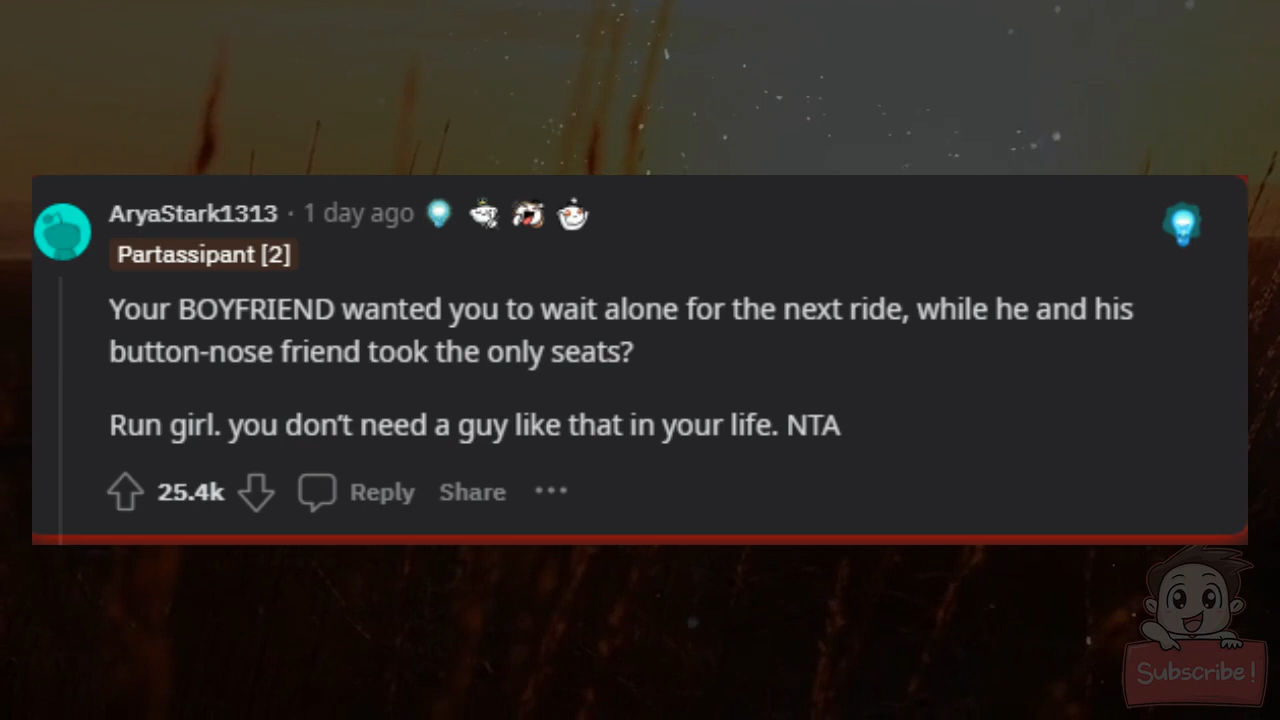 AryaStark1313 · 1 day ago
Partassipant [2]
Your BOYFRIEND wanted you to wait alone for the next ride, while he and his
button-nose friend took the only seats?
Run girl. you don't need a guy like that in your life. NTA
25.4k Reply Share ···
Subscribe!